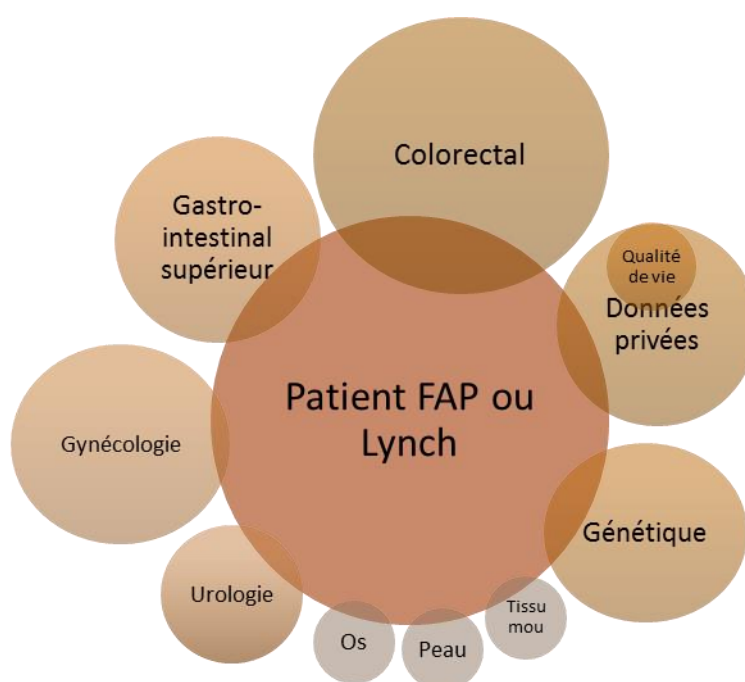 Colorectal
Gastro-
intestinal
supérieur
Qualité
de vie
Données
privées
Patient FAP ou
Lynch
Gynécologie
Génétique
Urologie
Os
Peau
Tissu
mou